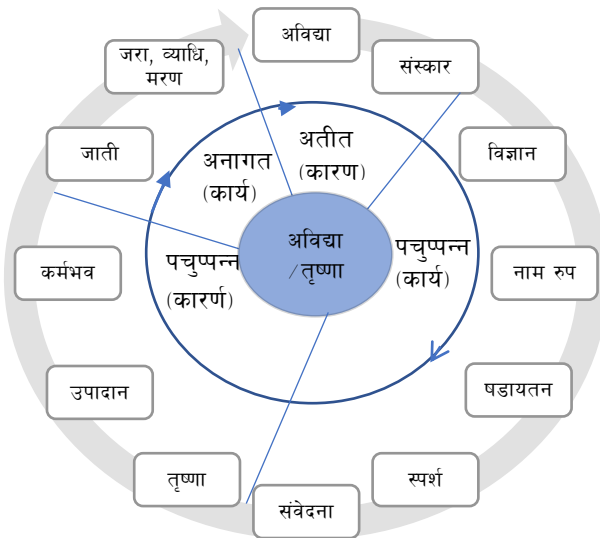 अविद्या
संस्कार
विज्ञान
नाम रुप
षडायतन
स्पर्श
संवेदना
तृष्णा
उपादान
कर्मभव
जाती
जरा, व्याधि,
मरण
अतीत
(कारण)
पचुप्पन्न
(कार्य)
पचुप्पन्न
(कारर्ण)
अनागत
(कार्य)
अविद्या
/तृष्णा